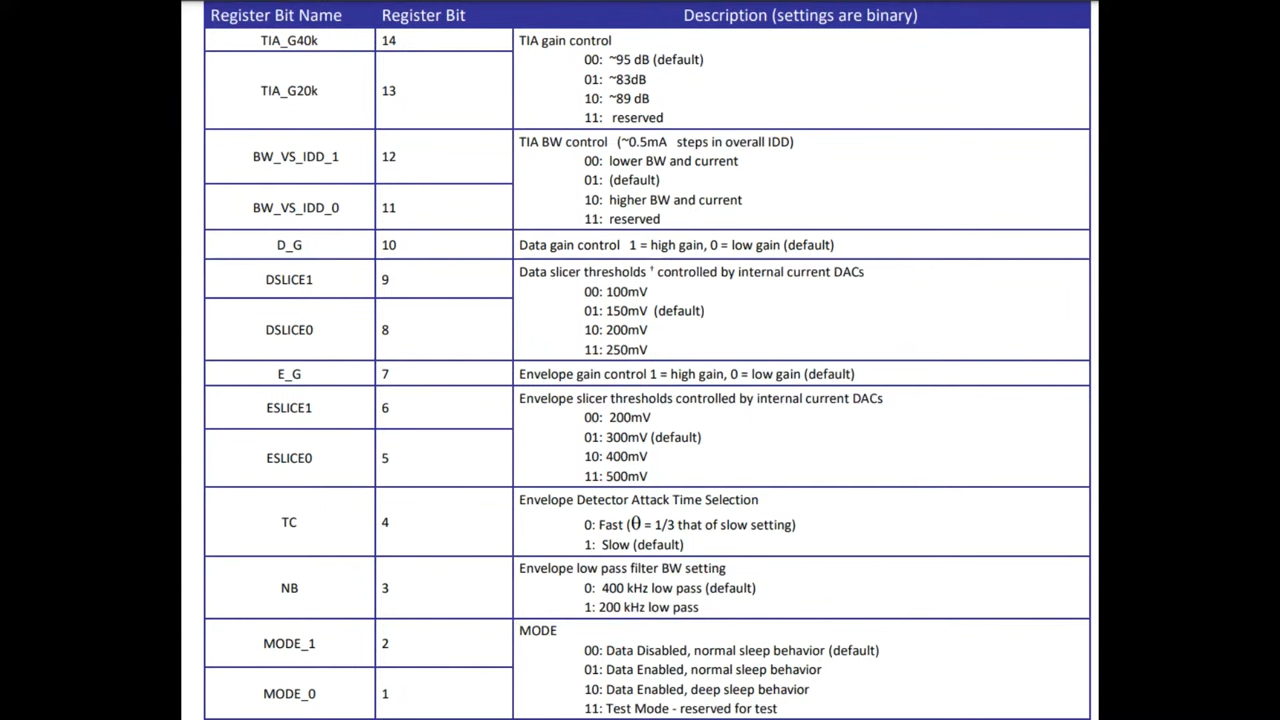 Register Bit Name Register Bit Description (settings are binary)
TIA_G40k 14 TIA gain control
00: ~95 dB (default)
01: ~83dB
TIA_G20k 13
10: ~89 dB
11: reserved
TIA BW control (~0.5mA steps in overall IDD)
BW_VS_IDD_1 12
00: lower BW and current
01: (default)
10: higher BW and current
BW_VS_IDD_0 11
11: reserved
D_G 10 Data gain control 1 = high gain, 0 = low gain (default)
Data slicer thresholds † controlled by internal current DACs
DSLICE1 9
00: 100mV
01: 150mV (default)
DSLICE0 8 10: 200mV
11: 250mV
E_G 7 Envelope gain control 1 = high gain, 0 = low gain (default)
Envelope slicer thresholds controlled by internal current DACs
ESLICE1 6
00: 200mV
01: 300mV (default)
ESLICE0 5 10: 400mV
11: 500mV
Envelope Detector Attack Time Selection
TC 4 0: Fast (θ = 1/3 that of slow setting)
1: Slow (default)
Envelope low pass filter BW setting
NB 3 0: 400 kHz low pass (default)
1: 200 kHz low pass
MODE
MODE_1 2 00: Data Disabled, normal sleep behavior (default)
01: Data Enabled, normal sleep behavior
MODE_0 1 10: Data Enabled, deep sleep behavior
11: Test Mode - reserved for test